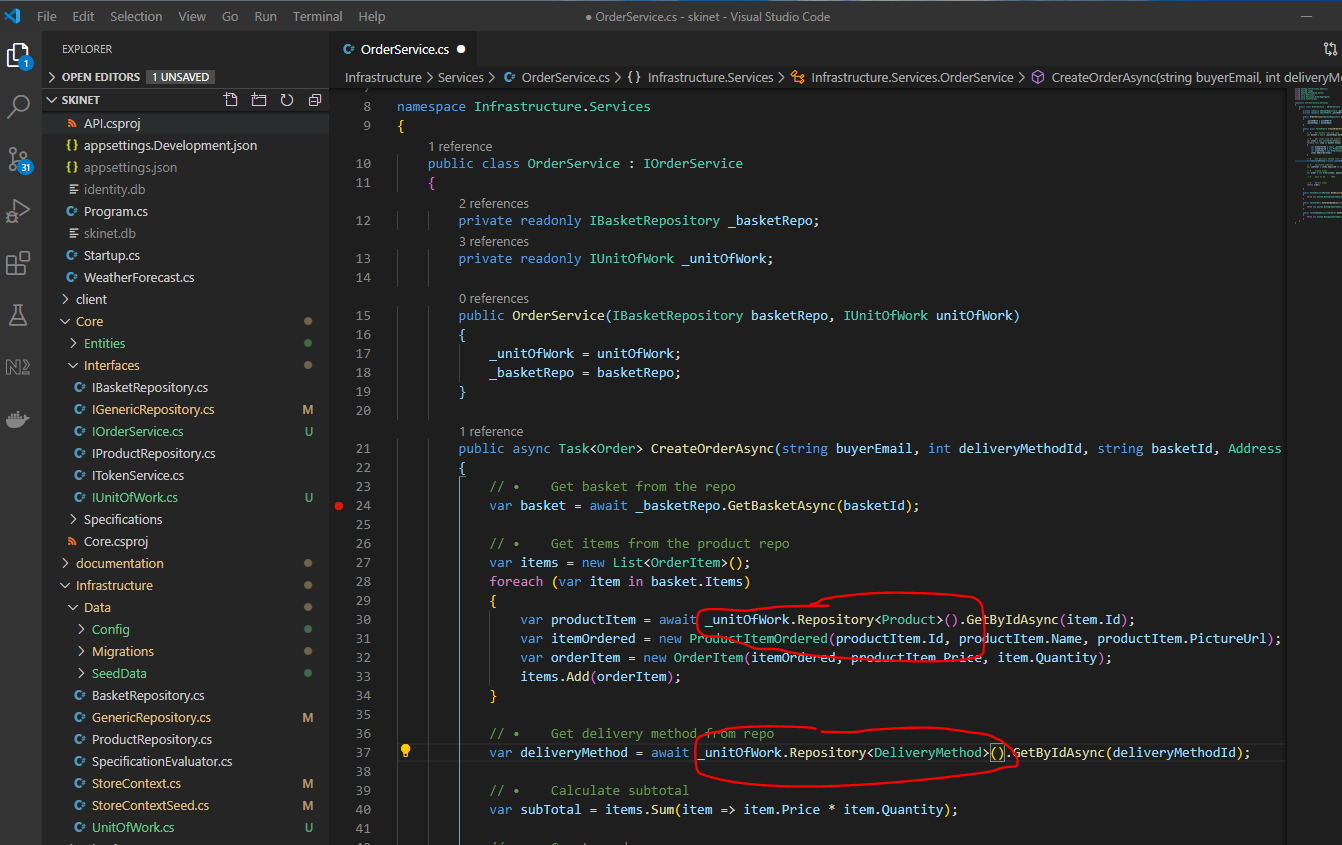 File Edit Selection View Go Run Terminal Help
● OrderService.cs - skinet - Visual Studio Code
EXPLORER
OPEN EDITORS 1 UNSAVED
SKINET
API.csproj
appsettings.Development.json
appsettings.json
identity.db
Program.cs
skinet.db
Startup.cs
WeatherForecast.cs
client
Core
Entities
Interfaces
IBasketRepository.cs
IGenericRepository.cs M
IOrderService.cs U
IProductRepository.cs
ITokenService.cs
IUnitOfWork.cs U
Specifications
Core.csproj
documentation
Infrastructure
Data
Config
Migrations
SeedData
BasketRepository.cs
GenericRepository.cs M
ProductRepository.cs
SpecificationEvaluator.cs
StoreContext.cs M
StoreContextSeed.cs M
UnitOfWork.cs U
1
31
OrderService.cs ●
Infrastructure > Services > OrderService.cs > {} Infrastructure.Services > Infrastructure.Services.OrderService > CreateOrderAsync(string buyerEmail, int deliveryM
8 namespace Infrastructure.Services
9 {
1 reference
10 public class OrderService : IOrderService
11 {
2 references
12 private readonly IBasketRepository _basketRepo;
3 references
13 private readonly IUnitOfWork _unitOfWork;
14
0 references
15 public OrderService(IBasketRepository basketRepo, IUnitOfWork unitOfWork)
16 {
17 _unitOfWork = unitOfWork;
18 _basketRepo = basketRepo;
19 }
20
1 reference
21 public async Task<Order> CreateOrderAsync(string buyerEmail, int deliveryMethodId, string basketId, Address
22 {
23 // • Get basket from the repo
24 var basket = await _basketRepo.GetBasketAsync(basketId);
25
26 // • Get items from the product repo
27 var items = new List<OrderItem>();
28 foreach (var item in basket.Items)
29 {
30 var productItem = await _unitOfWork.Repository<Product>().GetByIdAsync(item.Id);
31 var itemOrdered = new ProductItemOrdered(productItem.Id, productItem.Name, productItem.PictureUrl);
32 var orderItem = new OrderItem(itemOrdered, productItem.Price, item.Quantity);
33 items.Add(orderItem);
34 }
35
36 // • Get delivery method from repo
37 var deliveryMethod = await _unitOfWork.Repository<DeliveryMethod>().GetByIdAsync(deliveryMethodId);
38
39 // • Calculate subtotal
40 var subTotal = items.Sum(item => item.Price * item.Quantity);
41